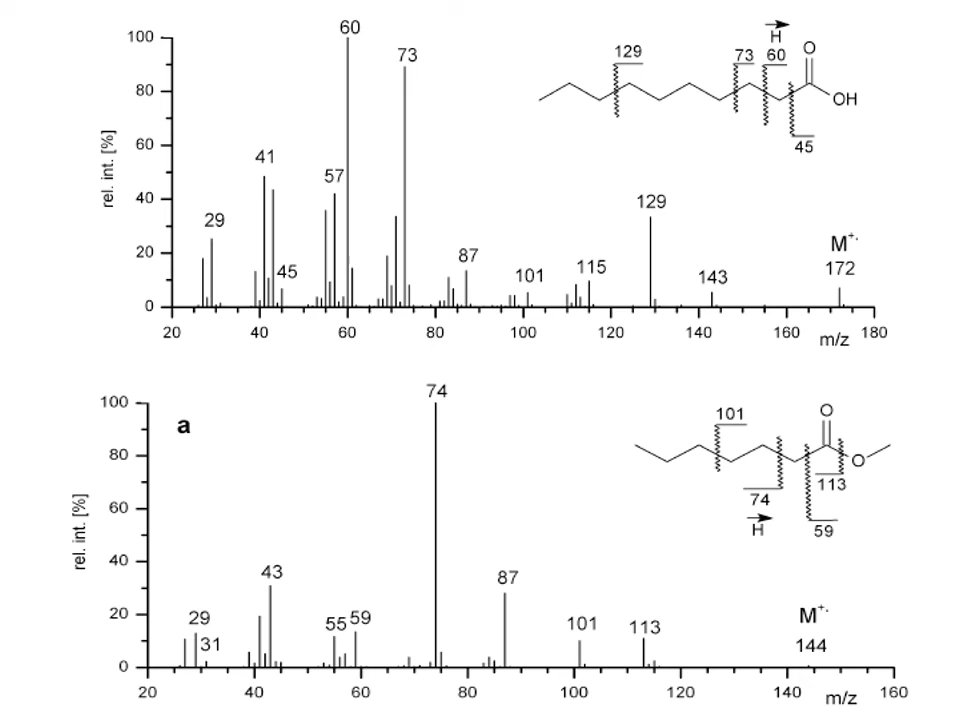 100
80
60
40
20
0
rel. int. [%]
60
73
41
57
29
45
87
101
115
129
143
M+.
172
20 40 60 80 100 120 140 160 180
m/z
H
129 73 60 O
OH
45
a
100
80
60
40
20
0
rel. int. [%]
74
43
29
31
55 59
87
101
113
M+.
144
20 40 60 80 100 120 140 160
m/z
101 O
O
74 113
H 59